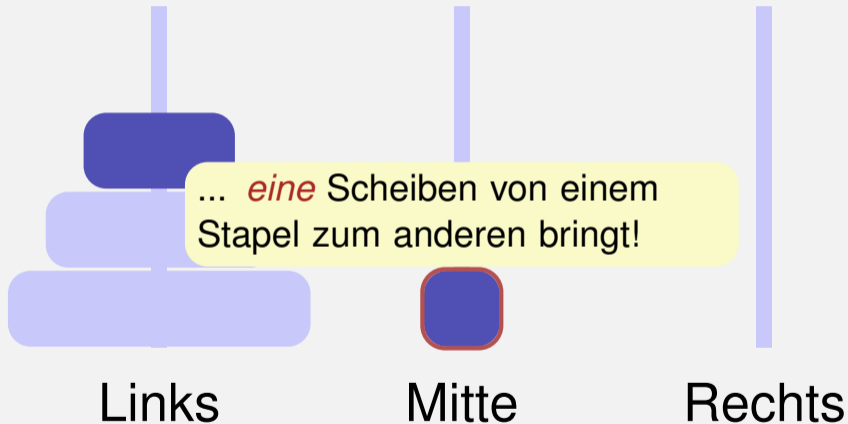 ... eine Scheiben von einem
Stapel zum anderen bringt!
Links Mitte Rechts